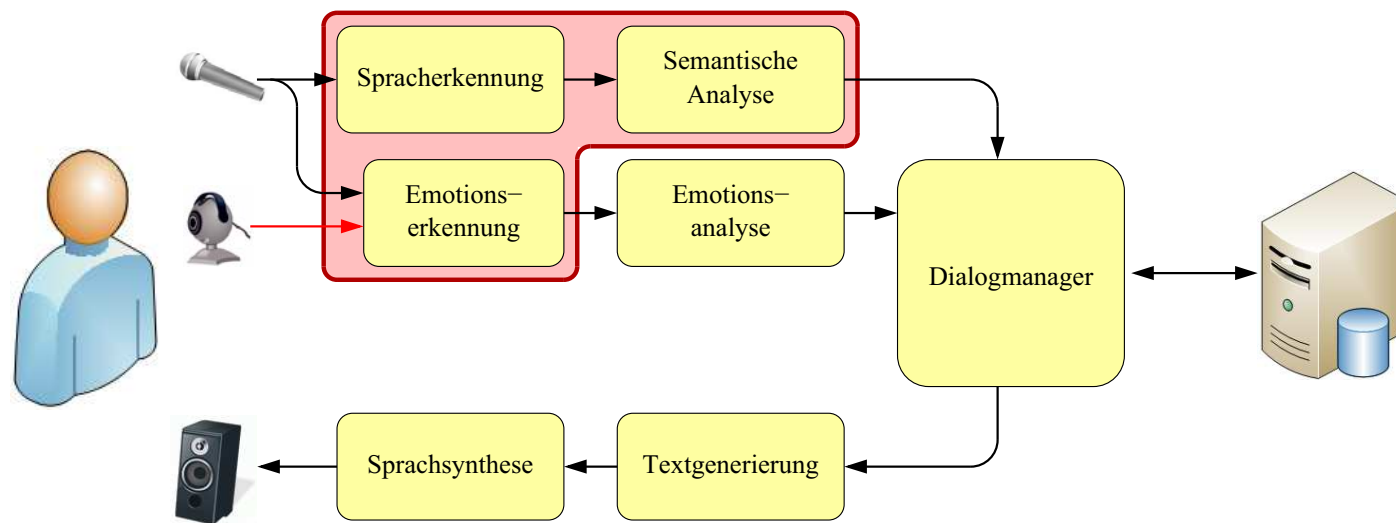 Spracherkennung
Semantische
Analyse
Emotions−
erkennung
Emotions−
analyse
Dialogmanager
Sprachsynthese
Textgenerierung